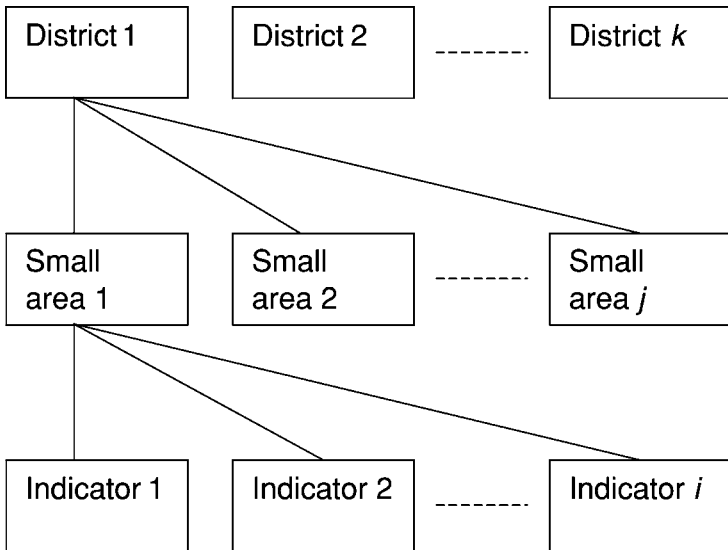 District 1
District 2
District k
Small
area 1
Small
area 2
Small
area j
Indicator 1
Indicator 2
Indicator i